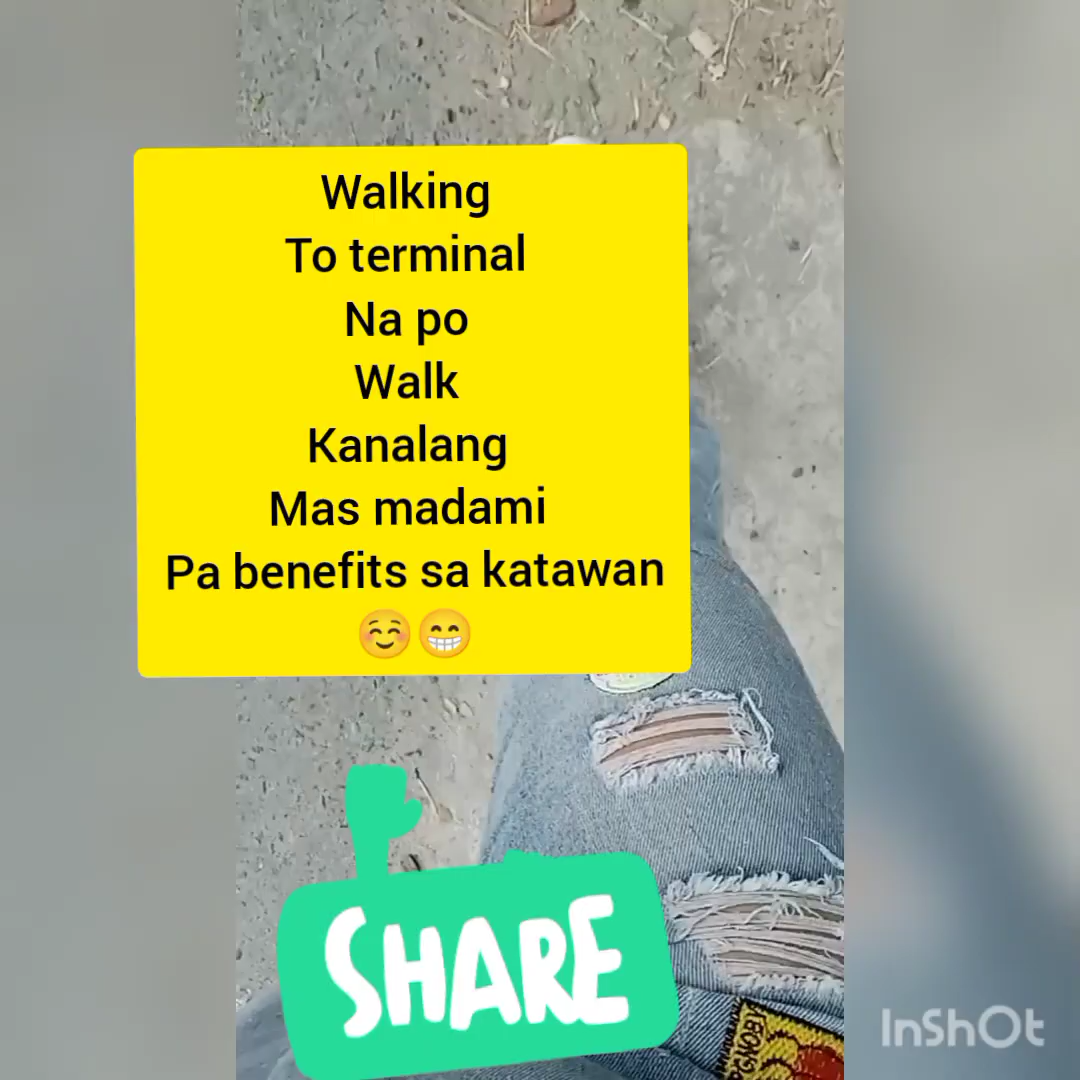 Walking
To terminal
Na po
Walk
Kanalang
Mas madami
Pa benefits sa katawan
☺️😁
SHARE
InShOt